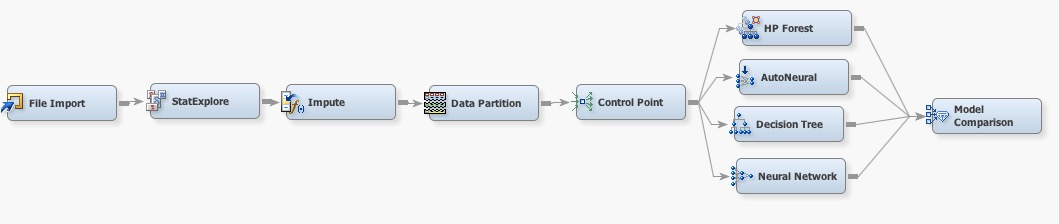 File Import
StatExplore
Impute
Data Partition
Control Point
HP Forest
AutoNeural
Decision Tree
Neural Network
Model
Comparison